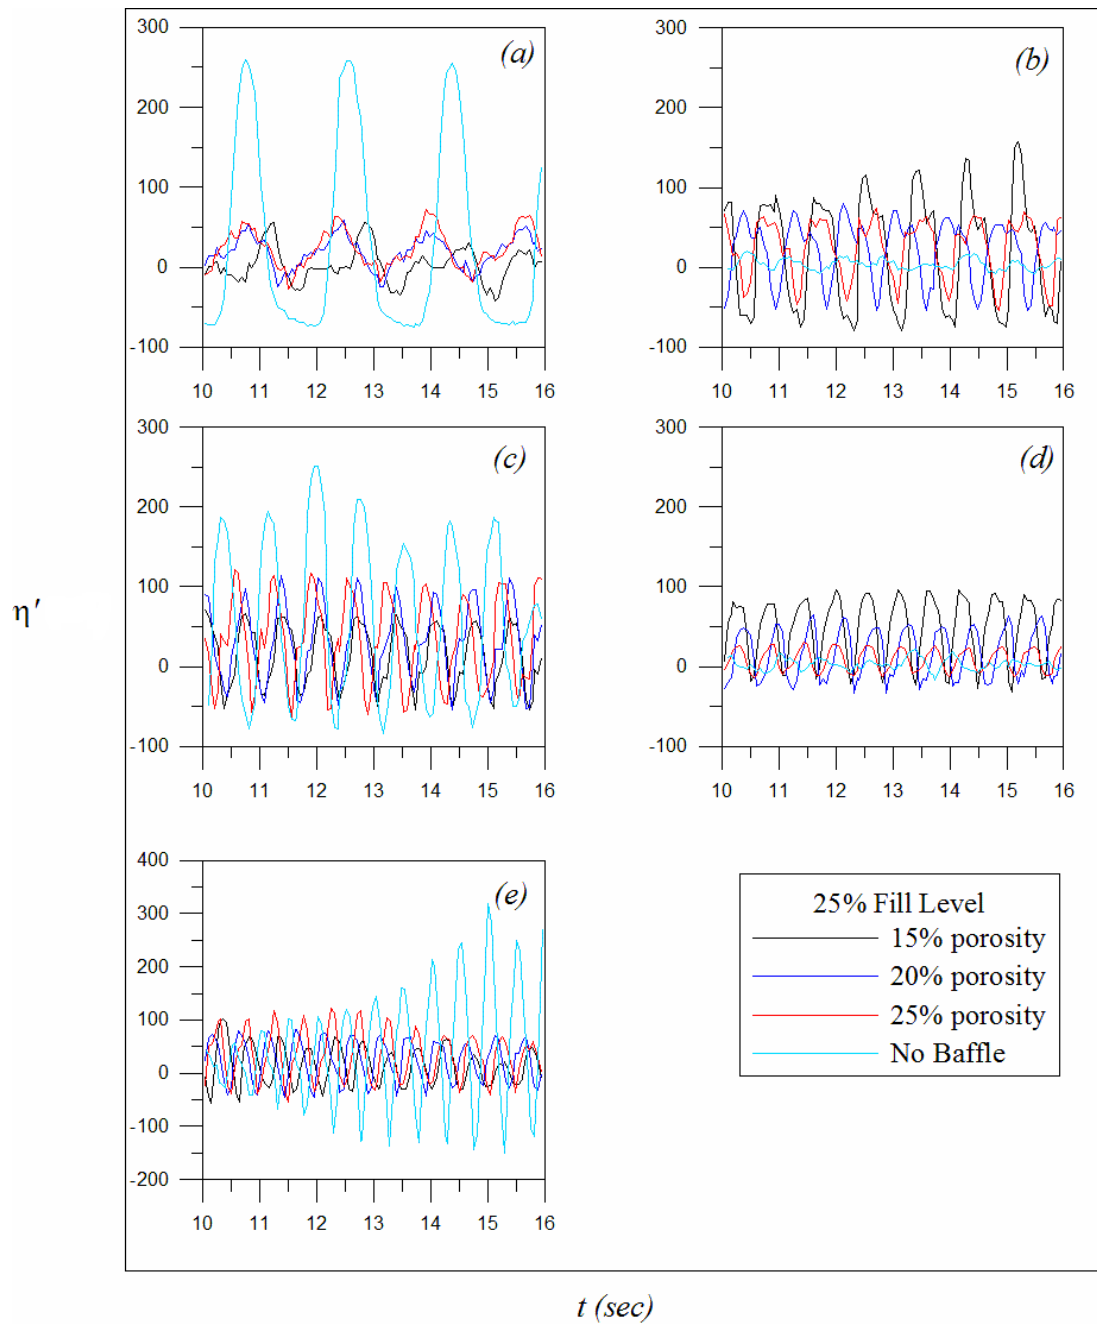 300
200
100
0
-100
10 11 12 13 14 15 16
(a)
300
200
100
0
-100
10 11 12 13 14 15 16
(b)
300
200
100
0
-100
10 11 12 13 14 15 16
(c)
300
200
100
0
-100
10 11 12 13 14 15 16
(d)
η'
400
300
200
100
0
-100
-200
10 11 12 13 14 15 16
(e)
25% Fill Level
15% porosity
20% porosity
25% porosity
No Baffle
t (sec)